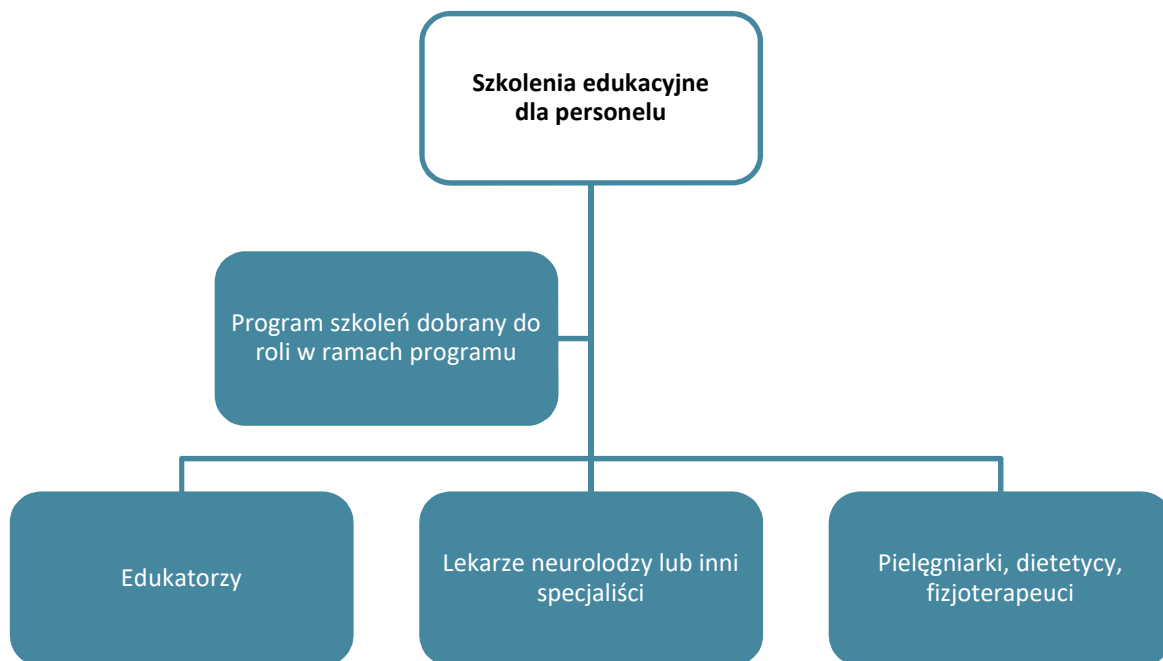 Szkolenia edukacyjne
dla personelu
Program szkoleń dobrany do
roli w ramach programu
Edukatorzy
Lekarze neurolodzy lub inni
specjaliści
Pielęgniarki, dietetycy,
fizjoterapeuci